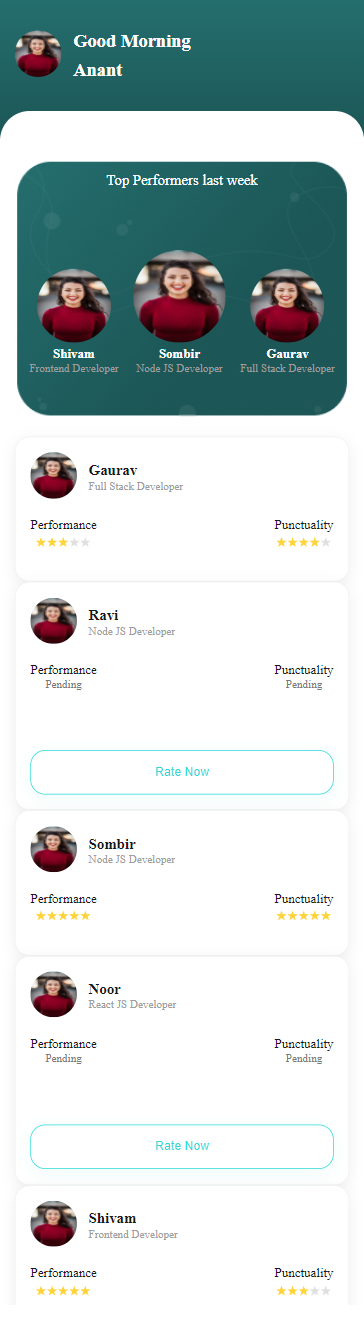 Good Morning
Anant
Top Performers last week
Shivam Sombir Gaurav
Frontend Developer Node JS Developer Full Stack Developer
Gaurav
Full Stack Developer
Performance Punctuality
Ravi
Node JS Developer
Performance Punctuality
Pending Pending
Rate Now
Sombir
Node JS Developer
Performance Punctuality
Noor
React JS Developer
Performance Punctuality
Pending Pending
Rate Now
Shivam
Frontend Developer
Performance Punctuality